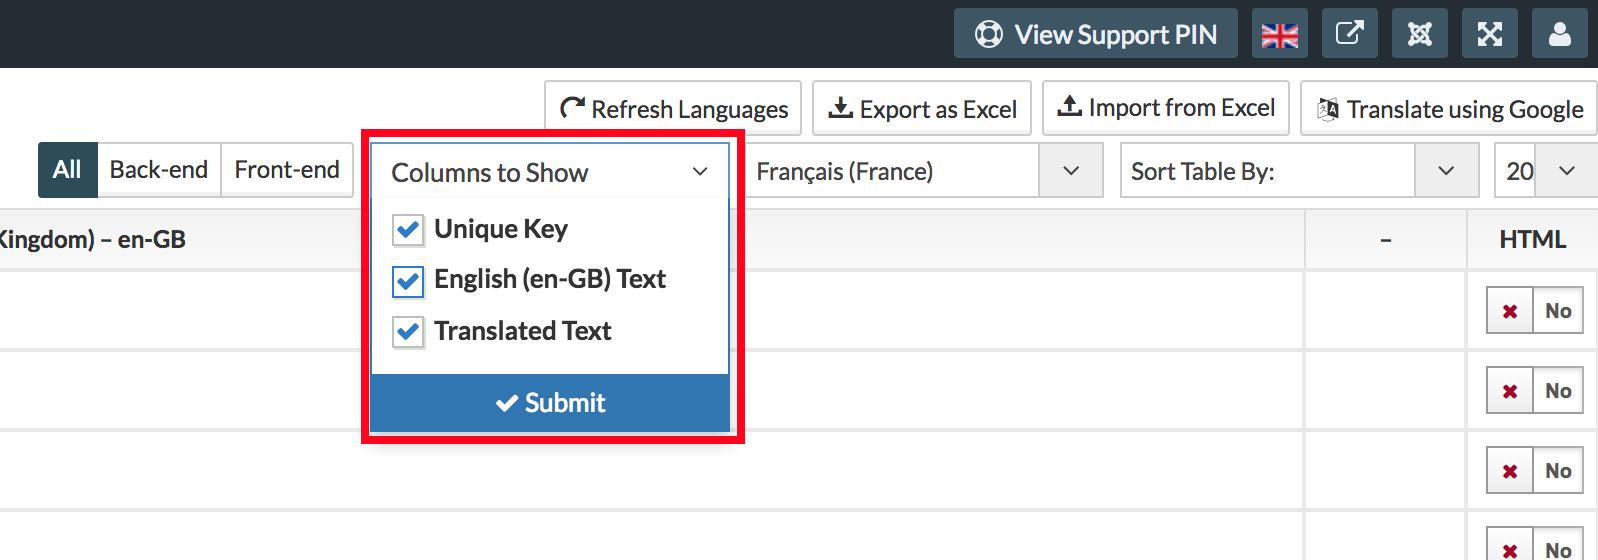 View Support PIN
Refresh Languages Export as Excel Import from Excel Translate using Google
All Back-end Front-end Columns to Show Français (France) Sort Table By: 20
Kingdom) – en-GB – HTML
Unique Key
English (en-GB) Text
Translated Text
Submit
No
No
No
No